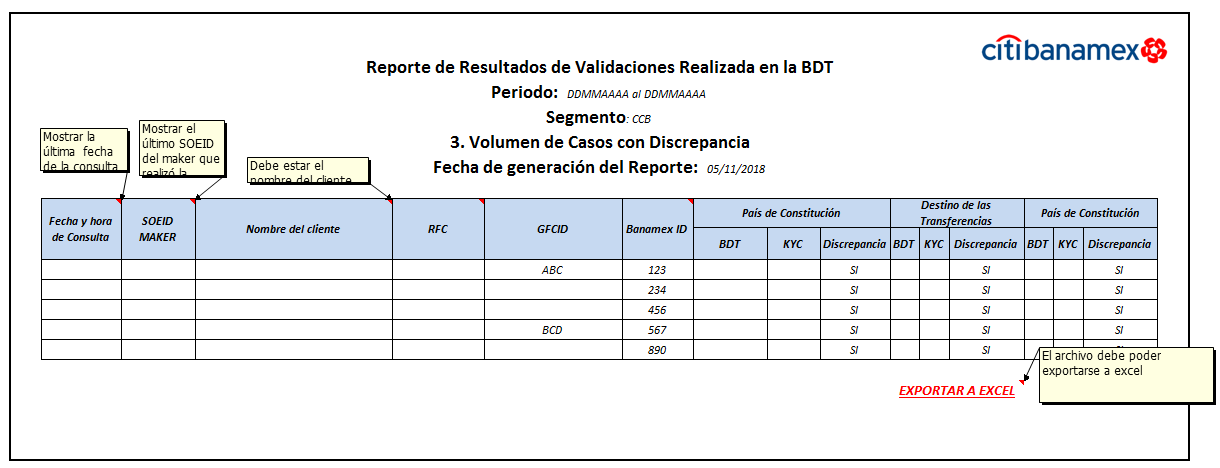 citibanamex
Reporte de Resultados de Validaciones Realizada en la BDT
Periodo: DDMMAAAA al DDMMAAAA
Segmento: CCB
3. Volumen de Casos con Discrepancia
Fecha de generación del Reporte: 05/11/2018
Mostrar la
última fecha
de la consulta
Mostrar el
último SOEID
del maker que
realizó la
Debe estar el
nombre del cliente
Fecha y hora
de Consulta
SOEID
MAKER
Nombre del cliente
RFC
GFCID
Banamex ID
País de Constitución
Destino de las
Transferencias
País de Constitución
BDT KYC Discrepancia BDT KYC Discrepancia BDT KYC Discrepancia
ABC 123 SI SI SI
234 SI SI SI
456 SI SI SI
BCD 567 SI SI SI
890 SI SI SI
El archivo debe poder
exportarse a excel
EXPORTAR A EXCEL